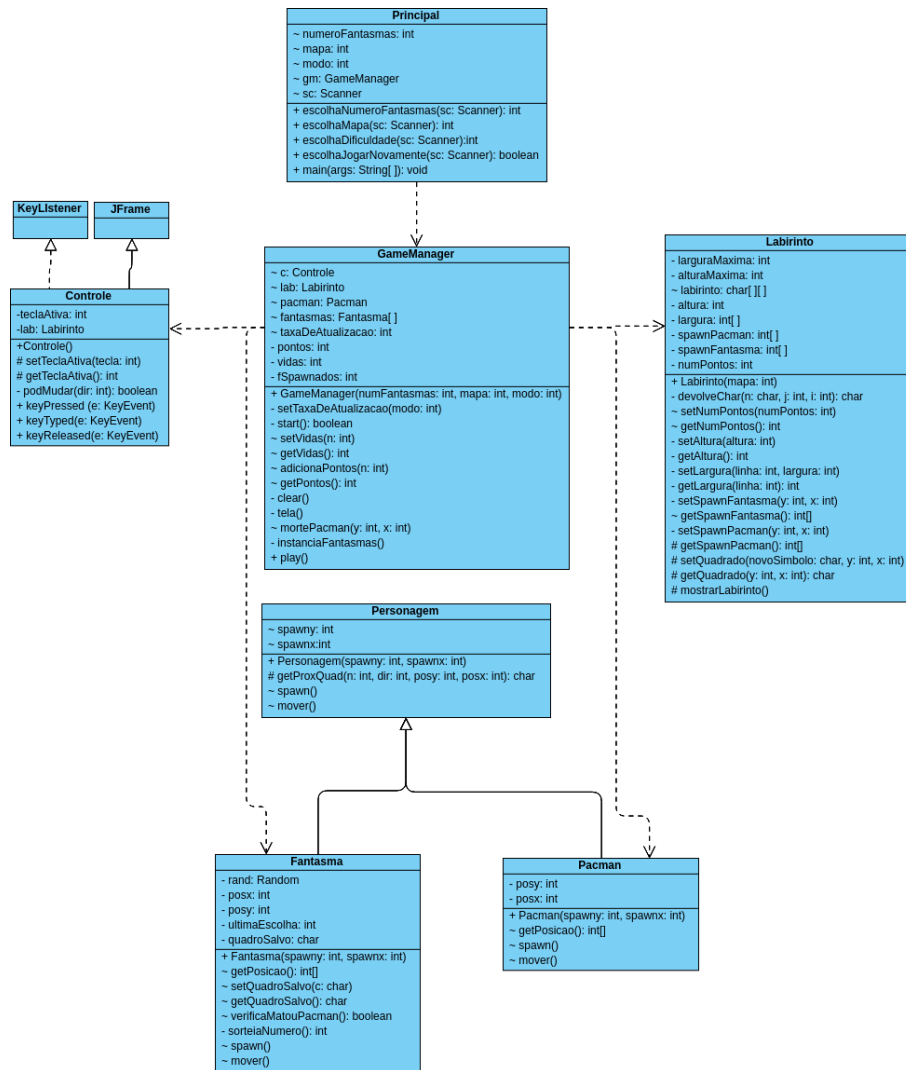 Principal
~ numeroFantasmas: int
~ mapa: int
~ modo: int
~ gm: GameManager
~ sc: Scanner
+ escolhaNumeroFantasmas(sc: Scanner): int
+ escolhaMapa(sc: Scanner): int
+ escolhaDificuldade(sc: Scanner):int
+ escolhaJogarNovamente(sc: Scanner): boolean
+ main(args: String[ ]): void
KeyLIstener
JFrame
Controle
-teclaAtiva: int
-lab: Labirinto
+Controle()
# setTeclaAtiva(tecla: int)
# getTeclaAtiva(): int
- podMudar(dir: int): boolean
+ keyPressed (e: KeyEvent)
+ keyTyped(e: KeyEvent)
+ keyReleased(e: KeyEvent)
GameManager
~ c: Controle
~ lab: Labirinto
~ pacman: Pacman
~ fantasmas: Fantasma[ ]
~ taxaDeAtualizacao: int
- pontos: int
- vidas: int
- fSpawnados: int
+ GameManager(numFantasmas: int, mapa: int, modo: int)
- setTaxaDeAtualizacao(modo: int)
- start(): boolean
~ setVidas(n: int)
~ getVidas(): int
~ adicionaPontos(n: int)
~ getPontos(): int
- clear()
- tela()
~ mortePacman(y: int, x: int)
- instanciaFantasmas()
+ play()
Labirinto
- larguraMaxima: int
- alturaMaxima: int
~ labirinto: char[ ][ ]
- altura: int
- largura: int[ ]
- spawnPacman: int[ ]
- spawnFantasma: int[ ]
- numPontos: int
+ Labirinto(mapa: int)
- devolveChar(n: char, j: int, i: int): char
~ setNumPontos(numPontos: int)
~ getNumPontos(): int
- setAltura(altura: int)
- getAltura(): int
- setLargura(linha: int, largura: int)
- getLargura(linha: int): int
- setSpawnFantasma(y: int, x: int)
~ getSpawnFantasma(): int[]
- setSpawnPacman(y: int, x: int)
# getSpawnPacman(): int[]
# setQuadrado(novoSimbolo: char, y: int, x: int)
# getQuadrado(y: int, x: int): char
# mostrarLabirinto()
Personagem
~ spawny: int
~ spawnx:int
+ Personagem(spawny: int, spawnx: int)
# getProxQuad(n: int, dir: int, posy: int, posx: int): char
~ spawn()
~ mover()
Fantasma
- rand: Random
- posx: int
- posy: int
- ultimaEscolha: int
- quadroSalvo: char
+ Fantasma(spawny: int, spawnx: int)
~ getPosicao(): int[]
~ setQuadroSalvo(c: char)
~ getQuadroSalvo(): char
~ verificaMatouPacman(): boolean
- sorteiaNumero(): int
~ spawn()
~ mover()
Pacman
- posy: int
- posx: int
+ Pacman(spawny: int, spawnx: int)
~ getPosicao(): int[]
~ spawn()
~ mover()